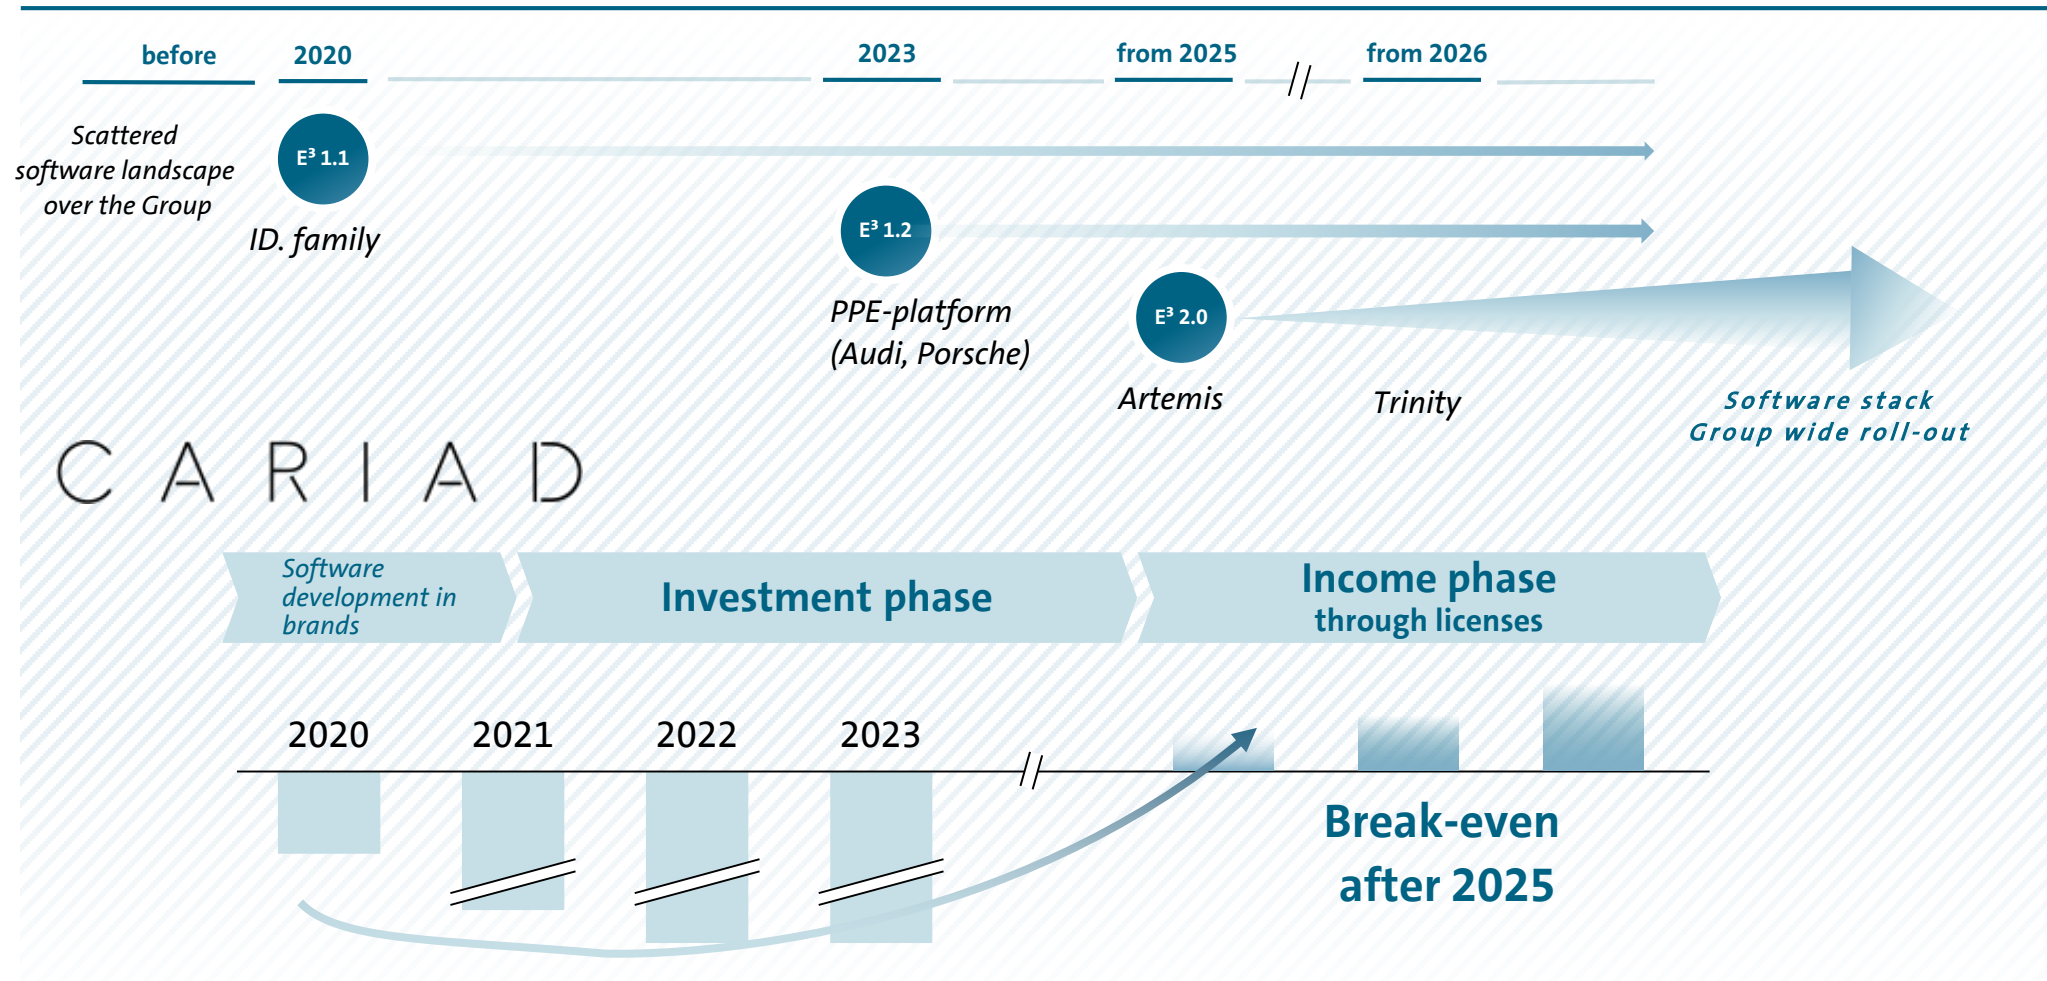 before
2020
2023
from 2025
from 2026
Scattered
software landscape
over the Group
E³ 1.1
ID. family
E³ 1.2
PPE-platform
(Audi, Porsche)
E³ 2.0
Artemis
Trinity
Software stack
Group wide roll-out
CARIAD
Software
development in
brands
Investment phase
Income phase
through licenses
2020
2021
2022
2023
Break-even
after 2025